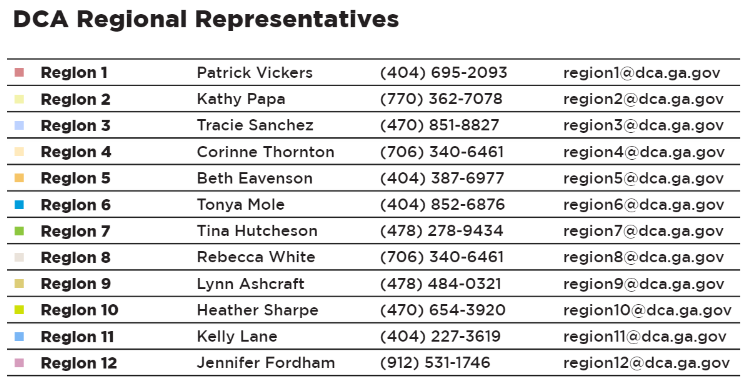 DCA Regional Representatives
Region 1 Patrick Vickers (404) 695-2093 region1@dca.ga.gov
Region 2 Kathy Papa (770) 362-7078 region2@dca.ga.gov
Region 3 Tracie Sanchez (470) 851-8827 region3@dca.ga.gov
Region 4 Corinne Thornton (706) 340-6461 region4@dca.ga.gov
Region 5 Beth Eavenson (404) 387-6977 region5@dca.ga.gov
Region 6 Tonya Mole (404) 852-6876 region6@dca.ga.gov
Region 7 Tina Hutcheson (478) 278-9434 region7@dca.ga.gov
Region 8 Rebecca White (706) 340-6461 region8@dca.ga.gov
Region 9 Lynn Ashcraft (478) 484-0321 region9@dca.ga.gov
Region 10 Heather Sharpe (470) 654-3920 region10@dca.ga.gov
Region 11 Kelly Lane (404) 227-3619 region11@dca.ga.gov
Region 12 Jennifer Fordham (912) 531-1746 region12@dca.ga.gov